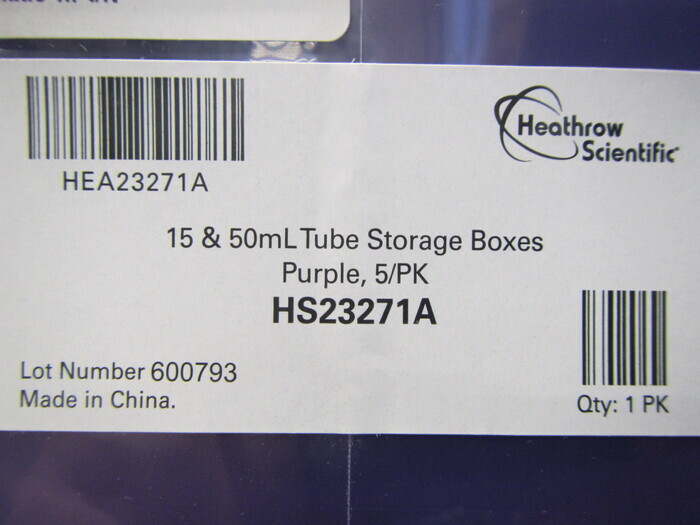 HEA23271A
Heathrow
Scientific
15 & 50mL Tube Storage Boxes
Purple, 5/PK
HS23271A
Lot Number 600793
Made in China.
Qty: 1 PK